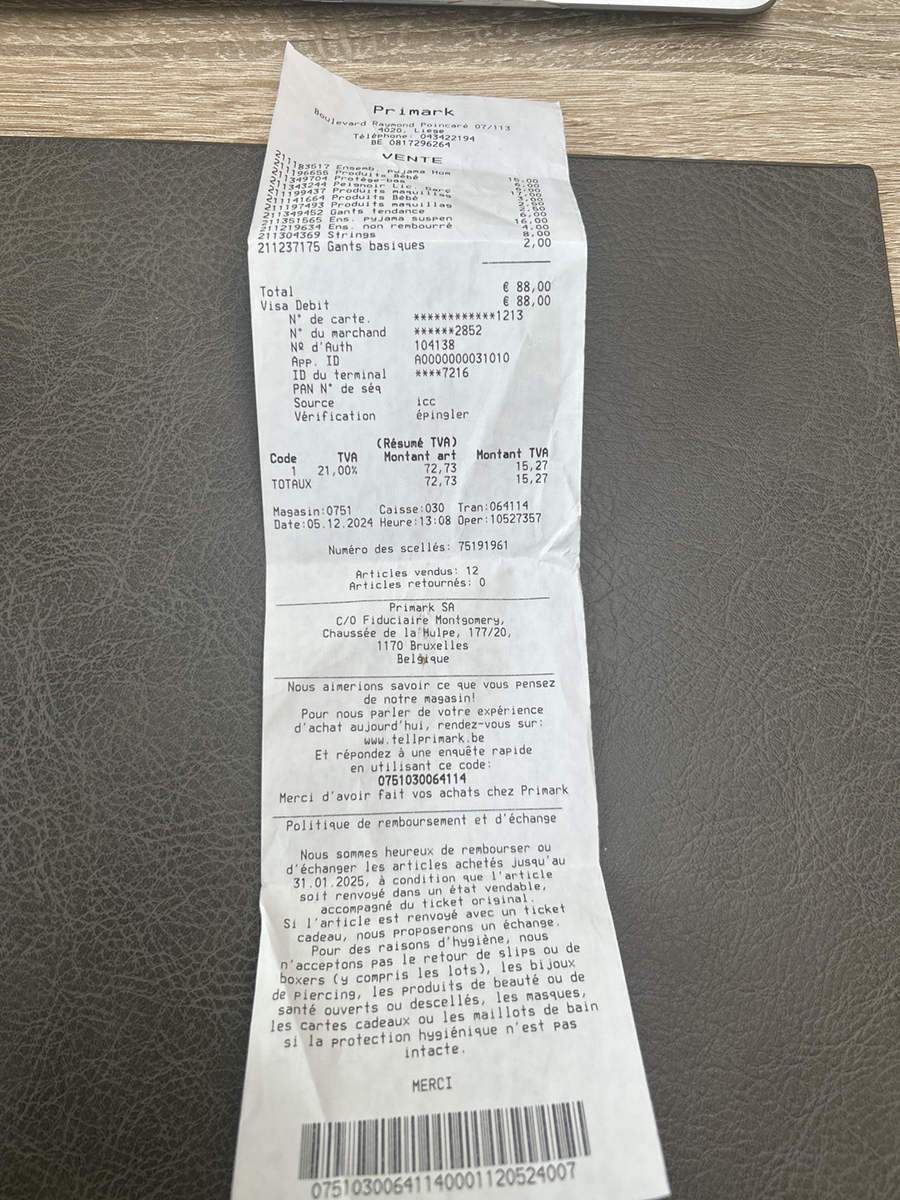 Primark
Boulevard Raymond Poincaré 07/113
4020, Liege
Téléphone: 043422194
BE 0817296264
VENTE
Ensemb. Pyjama Hom
Produits Bébé 15,00
Protège-bas
Peignoir Lic. Garc
Produits maquillag
Produits Bébé
Produits maquillag
211349452 Gants tendance
211351565 Ens. pyjama suspen 16,00
211219634 Ens. non rembourré 4,00
211304369 Strings 8,00
211237175 Gants basiques 2,00
Total € 88,00
Visa Debit € 88,00
N° de carte. ************1213
N° du marchand ******2852
Nº d'Auth 104138
App. ID A0000000031010
ID du terminal ****7216
PAN N° de séq
Source icc
Vérification épingler
(Résumé TVA)
Code TVA Montant art Montant TVA
1 21,00% 72,73 15,27
TOTAUX 72,73 15,27
Magasin:0751 Caisse:030 Tran:064114
Date:05.12.2024 Heure:13:08 Oper:10527357
Numéro des scellés: 75191961
Articles vendus: 12
Articles retournés: 0
Primark SA
C/O Fiduciaire Montgomery,
Chaussée de la Hulpe, 177/20,
1170 Bruxelles
Belgique
Nous aimerions savoir ce que vous pensez
de notre magasin!
Pour nous parler de votre expérience
d'achat aujourd'hui, rendez-vous sur:
www.tellprimark.be
Et répondez à une enquête rapide
en utilisant ce code:
0751030064114
Merci d'avoir fait vos achats chez Primark
Politique de remboursement et d'échange
Nous sommes heureux de rembourser ou
d'échanger les articles achetés jusqu'au
31.01.2025, à condition que l'article
soit renvoyé dans un état vendable,
accompagné du ticket original.
Si l'article est renvoyé avec un ticket
cadeau, nous proposerons un échange.
Pour des raisons d'hygiène, nous
n'acceptons pas le retour de slips ou de
boxers (y compris les lots), les bijoux
de piercing, les produits de beauté ou de
santé ouverts ou descellés, les masques,
les cartes cadeaux ou les maillots de bain
si la protection hygiénique n'est pas
intacte.
MERCI
07510300641140001120524007